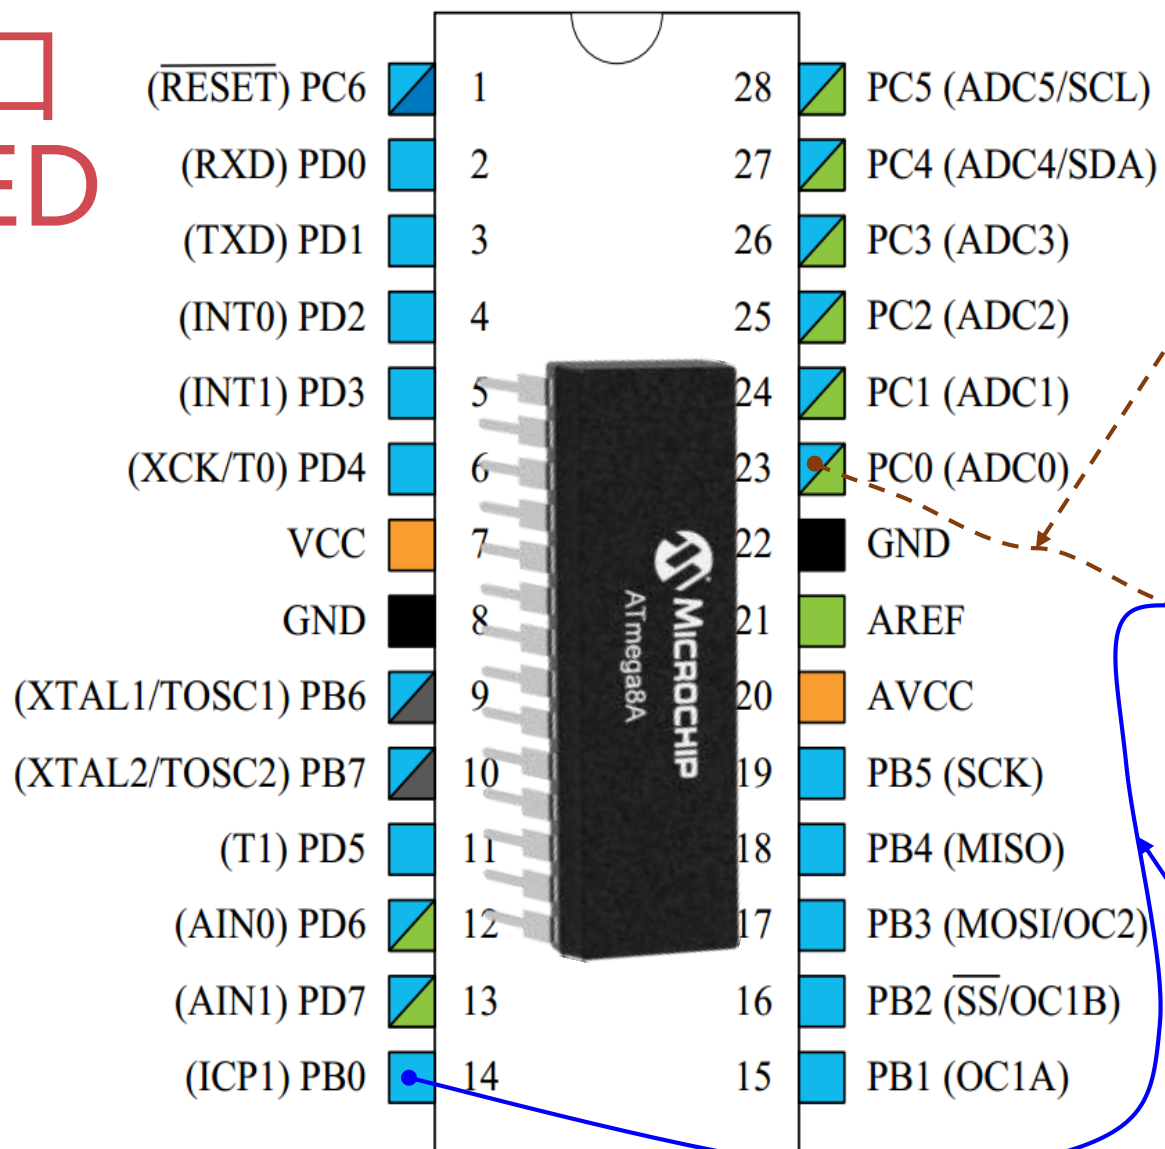 ED
(RESET) PC6 1 28 PC5 (ADC5/SCL)
(RXD) PD0 2 27 PC4 (ADC4/SDA)
(TXD) PD1 3 26 PC3 (ADC3)
(INT0) PD2 4 25 PC2 (ADC2)
(INT1) PD3 5 24 PC1 (ADC1)
(XCK/T0) PD4 6 23 PC0 (ADC0)
VCC 7 22 GND
GND 8 21 AREF
(XTAL1/TOSC1) PB6 9 20 AVCC
(XTAL2/TOSC2) PB7 10 19 PB5 (SCK)
(T1) PD5 11 18 PB4 (MISO)
(AIN0) PD6 12 17 PB3 (MOSI/OC2)
(AIN1) PD7 13 16 PB2 (SS/OC1B)
(ICP1) PB0 14 15 PB1 (OC1A)
MICROCHIP
ATmega8A